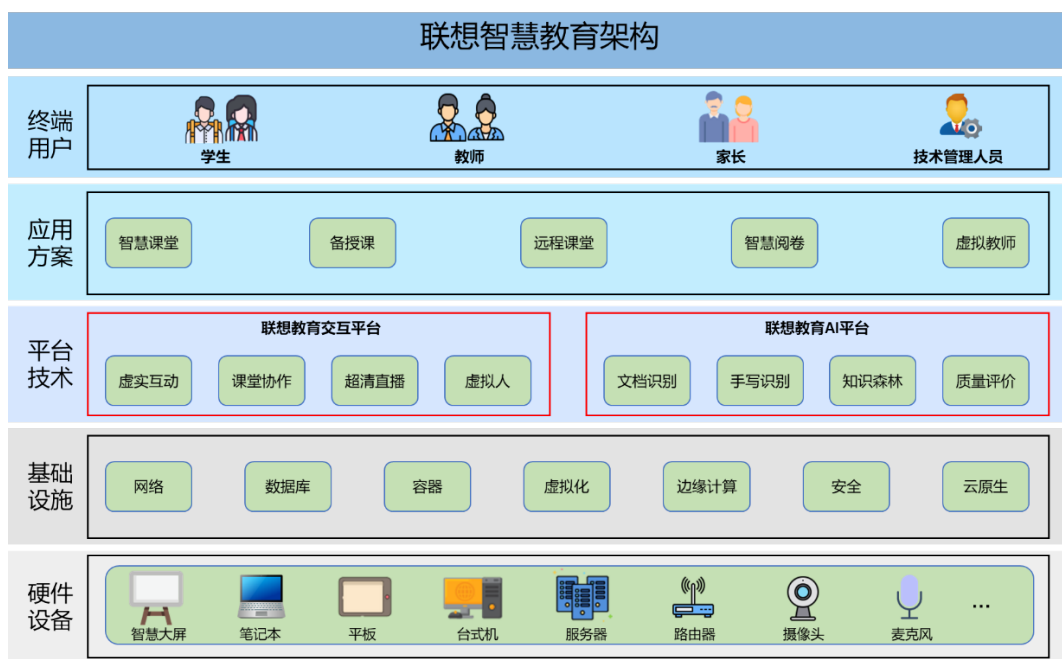 联想智慧教育架构
终端
用户
学生
教师
家长
技术管理人员
应用
方案
智慧课堂
备授课
远程课堂
智慧阅卷
虚拟教师
平台
技术
联想教育交互平台
虚实互动
课堂协作
超清直播
虚拟人
联想教育AI平台
文档识别
手写识别
知识森林
质量评价
基础
设施
网络
数据库
容器
虚拟化
边缘计算
安全
云原生
硬件
设备
智慧大屏
笔记本
平板
台式机
服务器
路由器
摄像头
麦克风
...